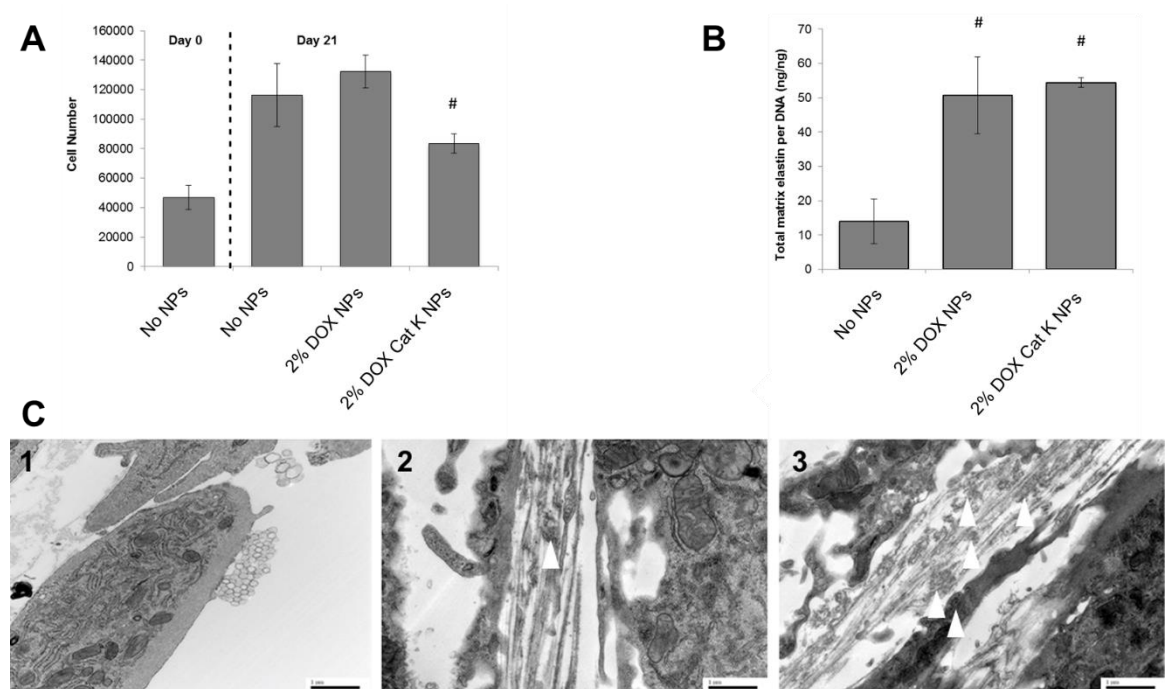 A
Cell Number
160000
140000
120000
100000
80000
60000
40000
20000
0
Day 0
Day 21
#
No NPs
No NPs
2% DOX NPs
2% DOX Cat K NPs
B
Total matrix elastin per DNA (ng/ng)
70
60
50
40
30
20
10
0
#
#
No NPs
2% DOX NPs
2% DOX Cat K NPs
C
1
2
3